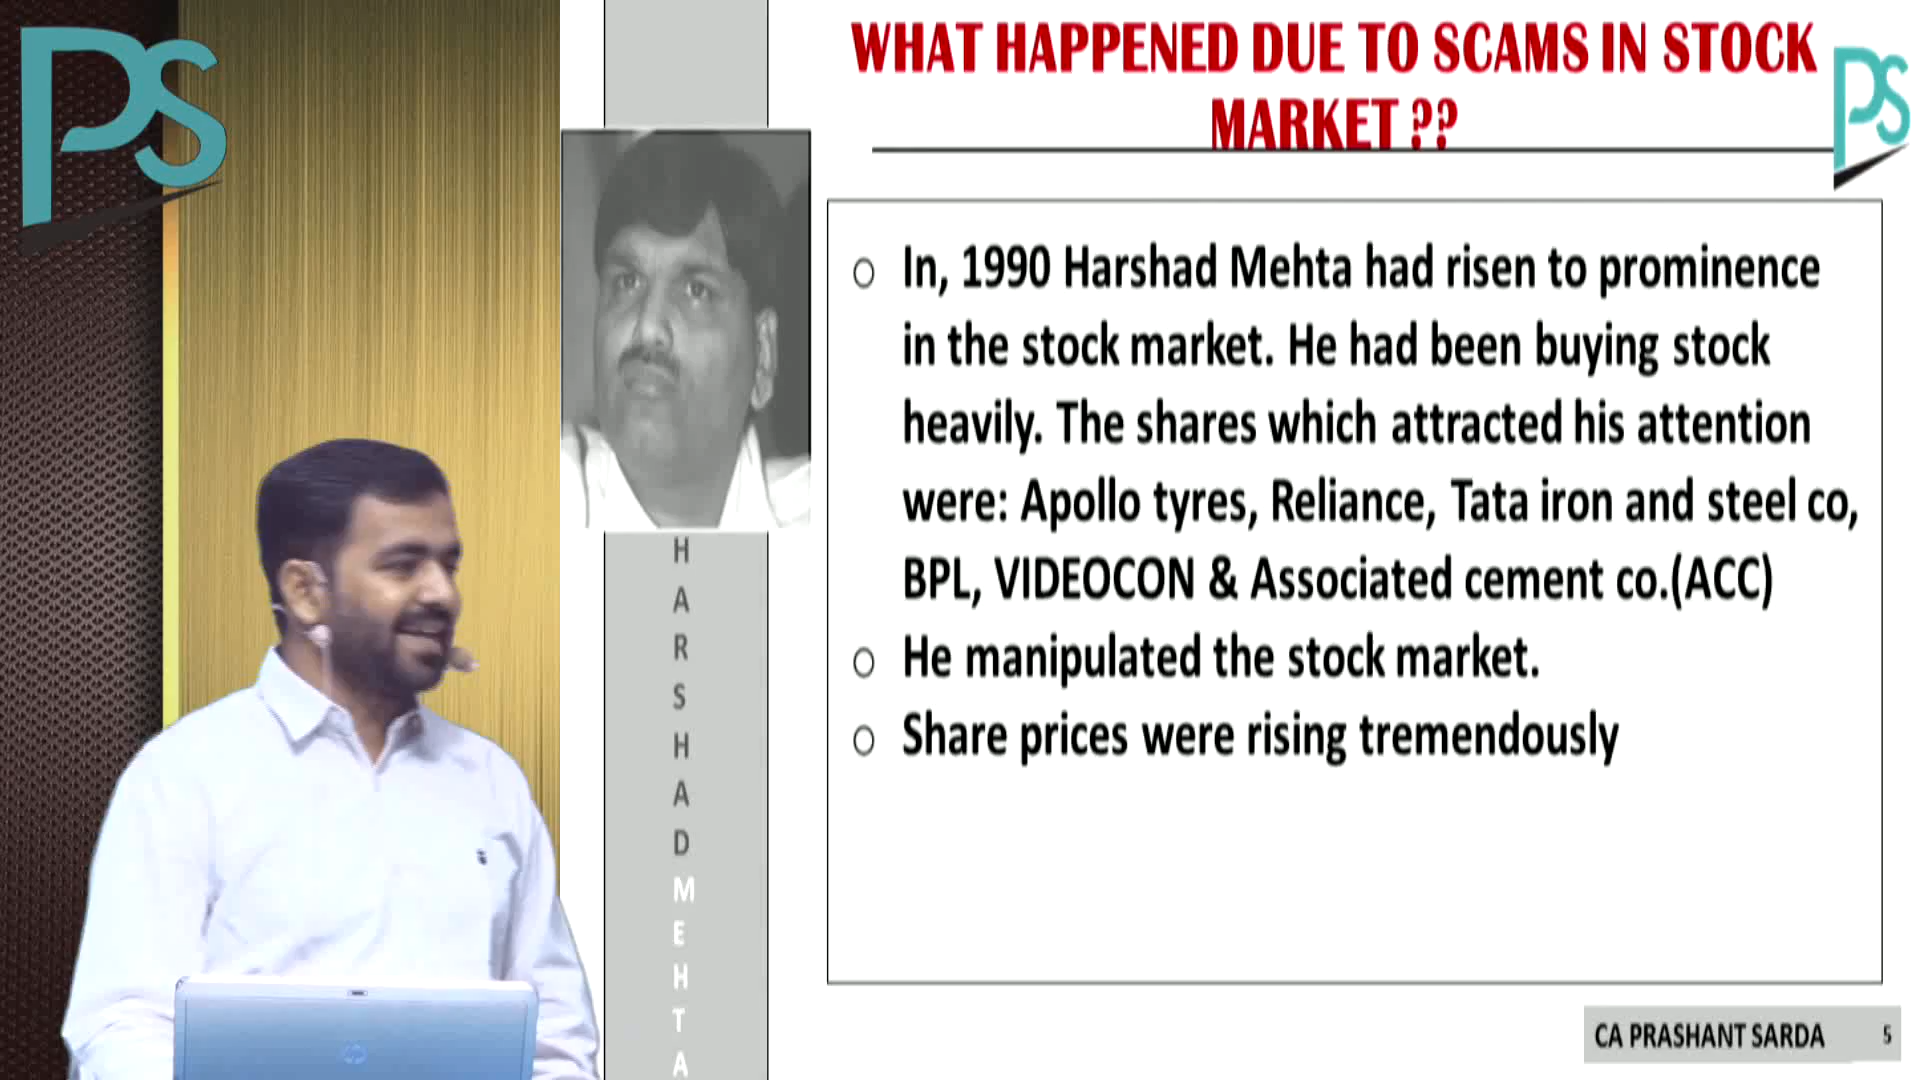 PS
WHAT HAPPENED DUE TO SCAMS IN STOCK
MARKET ??
PS
In, 1990 Harshad Mehta had risen to prominence
in the stock market. He had been buying stock
heavily. The shares which attracted his attention
were: Apollo tyres, Reliance, Tata iron and steel co,
BPL, VIDEOCON & Associated cement co.(ACC)
He manipulated the stock market.
Share prices were rising tremendously
H
A
R
S
H
A
D
M
E
H
T
A
hp
CA PRASHANT SARDA 5